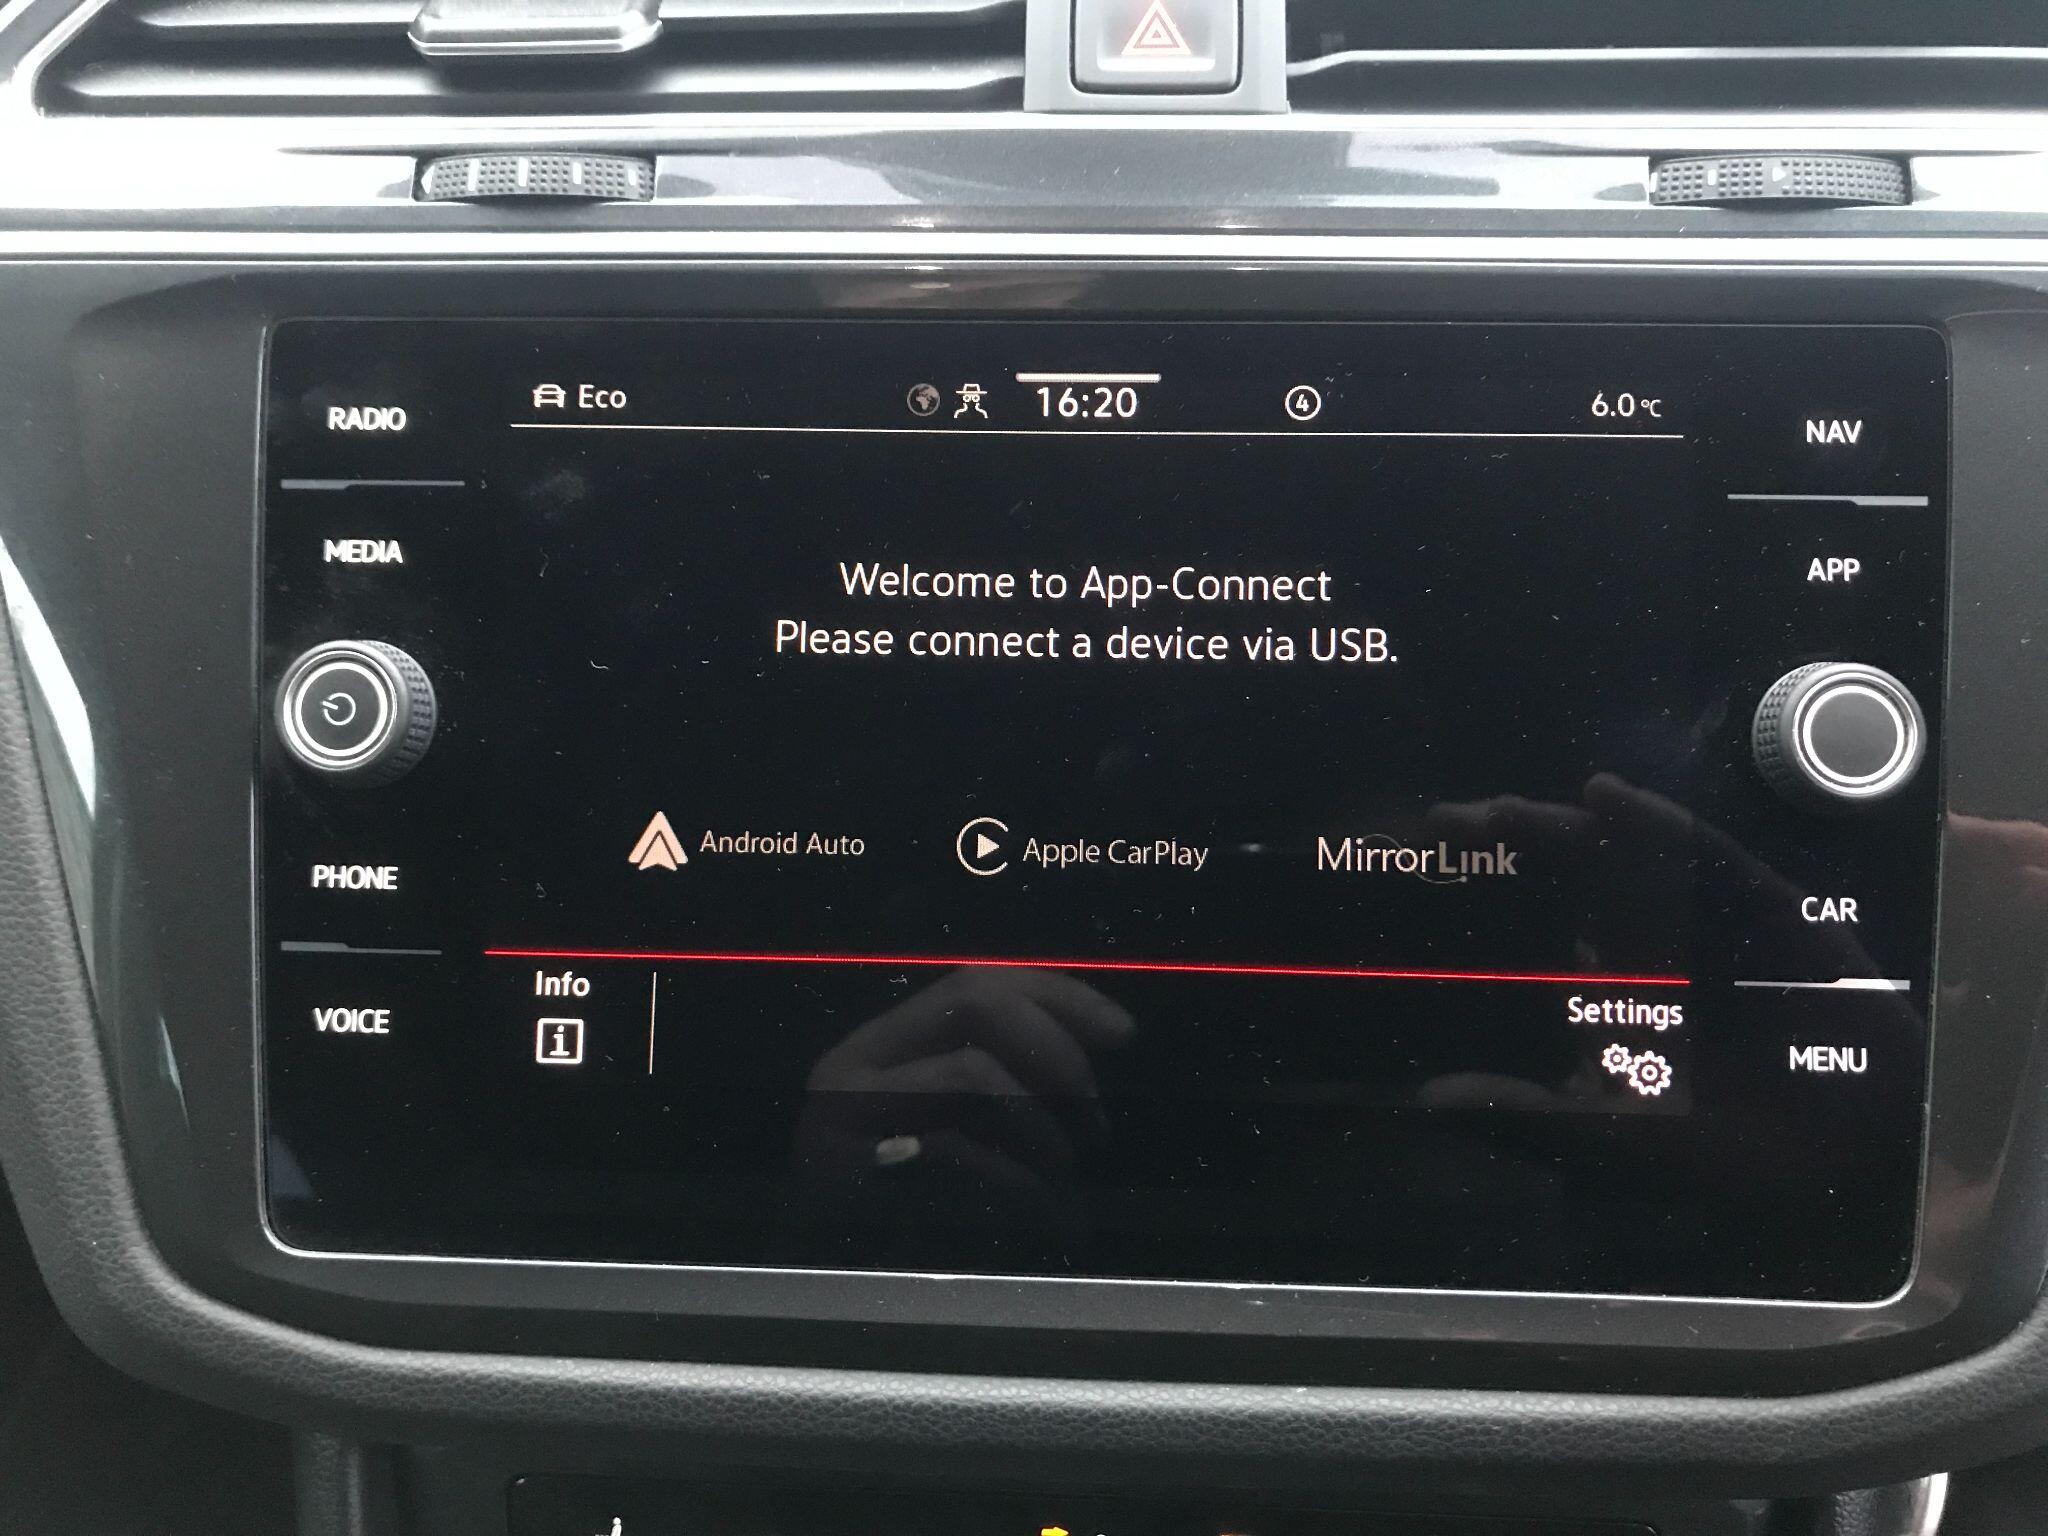 RADIO
MEDIA
PHONE
VOICE
Eco
16:20
4
6.0°C
Welcome to App-Connect
Please connect a device via USB.
Android Auto
Apple CarPlay
MirrorLink
Info
i
Settings
NAV
APP
CAR
MENU